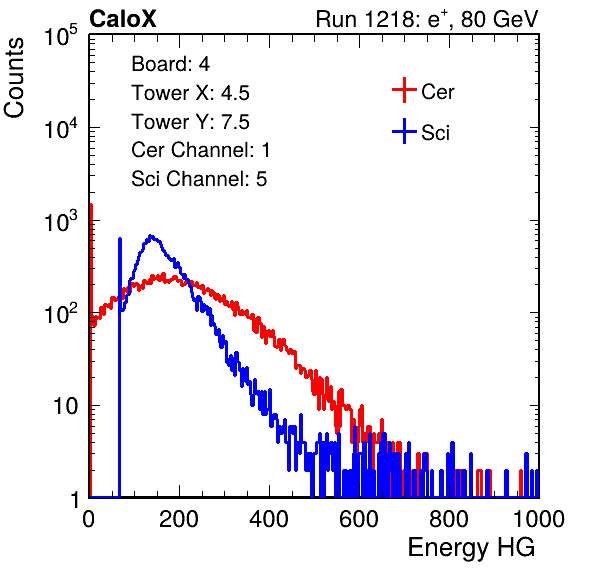 CaloX Run 1218: e⁺, 80 GeV
Counts
Board: 4
Tower X: 4.5
Tower Y: 7.5
Cer Channel: 1
Sci Channel: 5
Cer
Sci
10⁵
10⁴
10³
10²
10
1
0 200 400 600 800 1000
Energy HG